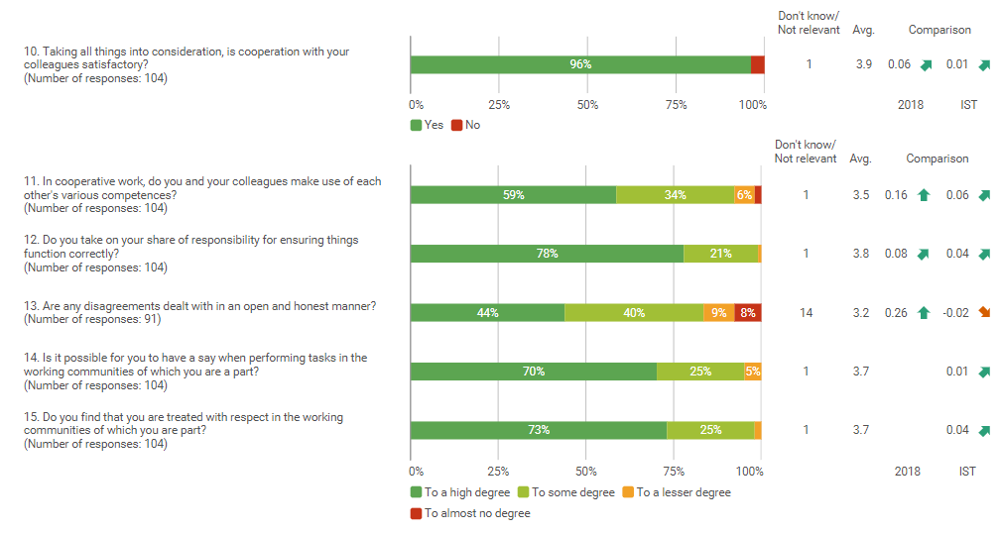 Don't know/
Not relevant Avg. Comparison
10. Taking all things into consideration, is cooperation with your
colleagues satisfactory?
(Number of responses: 104)
96% 1 3.9 0.06 0.01
0% 25% 50% 75% 100% 2018 IST
Yes No
Don't know/
Not relevant Avg. Comparison
11. In cooperative work, do you and your colleagues make use of each
other's various competences?
(Number of responses: 104)
59% 34% 6% 1 3.5 0.16 0.06
12. Do you take on your share of responsibility for ensuring things
function correctly?
(Number of responses: 104)
78% 21% 1 3.8 0.08 0.04
13. Are any disagreements dealt with in an open and honest manner?
(Number of responses: 91)
44% 40% 9% 8% 14 3.2 0.26 -0.02
14. Is it possible for you to have a say when performing tasks in the
working communities of which you are a part?
(Number of responses: 104)
70% 25% 5% 1 3.7 0.01
15. Do you find that you are treated with respect in the working
communities of which you are part?
(Number of responses: 104)
73% 25% 1 3.7 0.04
0% 25% 50% 75% 100% 2018 IST
To a high degree To some degree To a lesser degree
To almost no degree